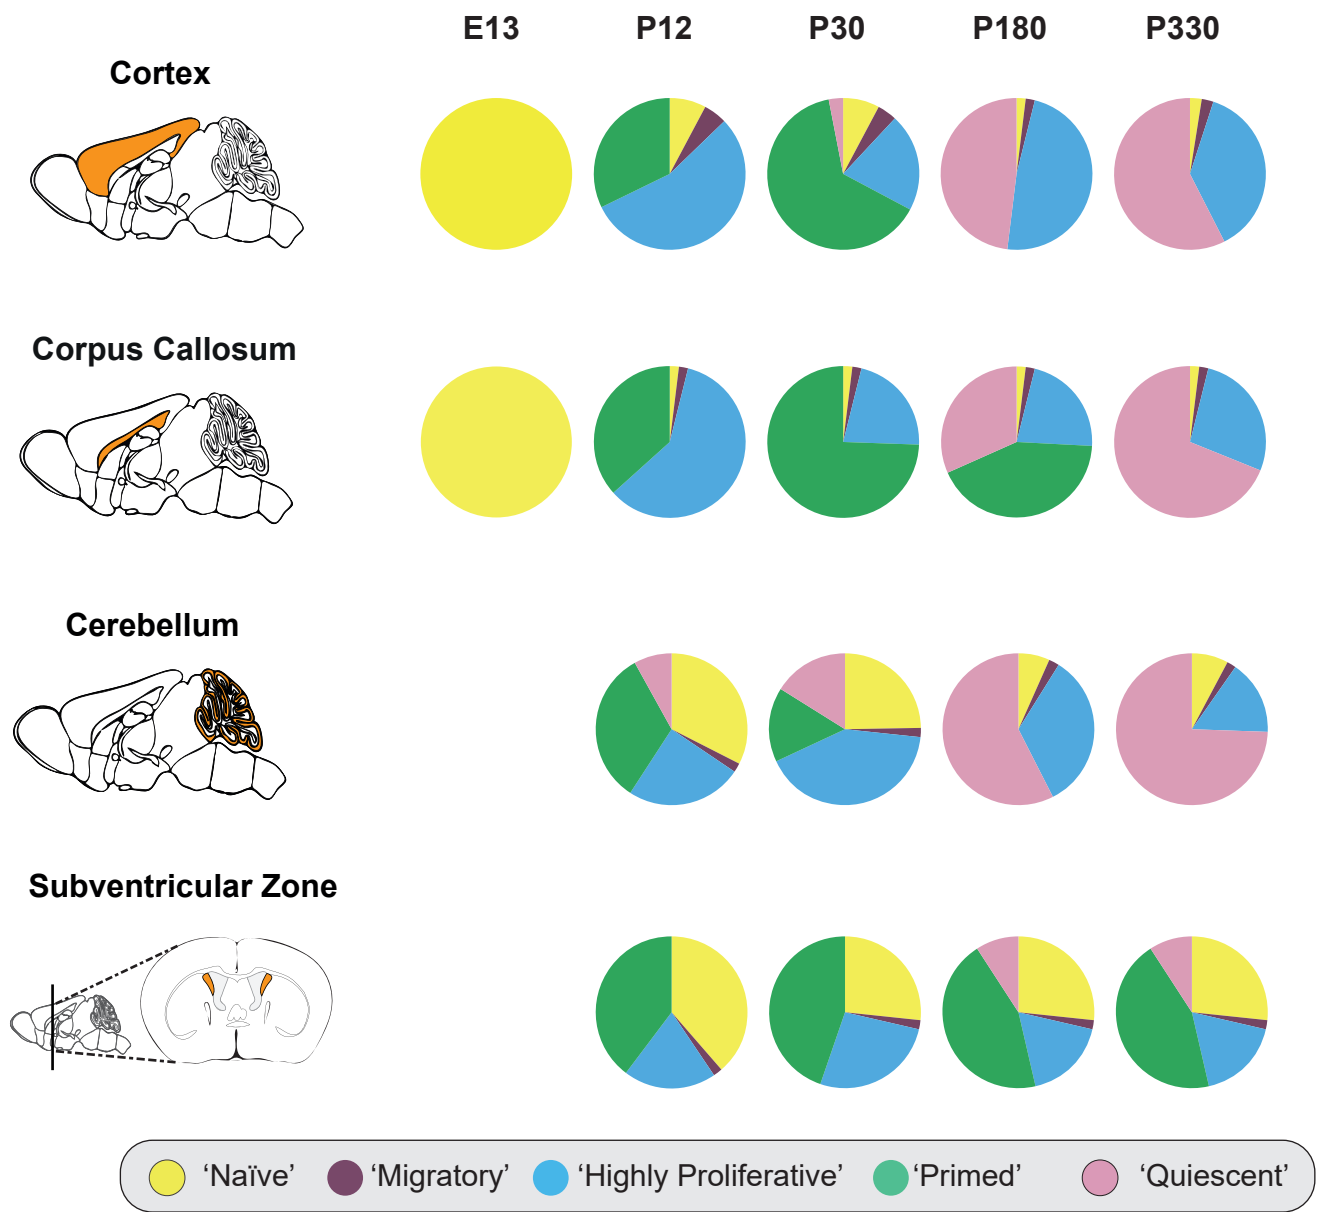 E13 P12 P30 P180 P330
Cortex
Corpus Callosum
Cerebellum
Subventricular Zone
‘Naïve’ ‘Migratory’ ‘Highly Proliferative’ ‘Primed’ ‘Quiescent’